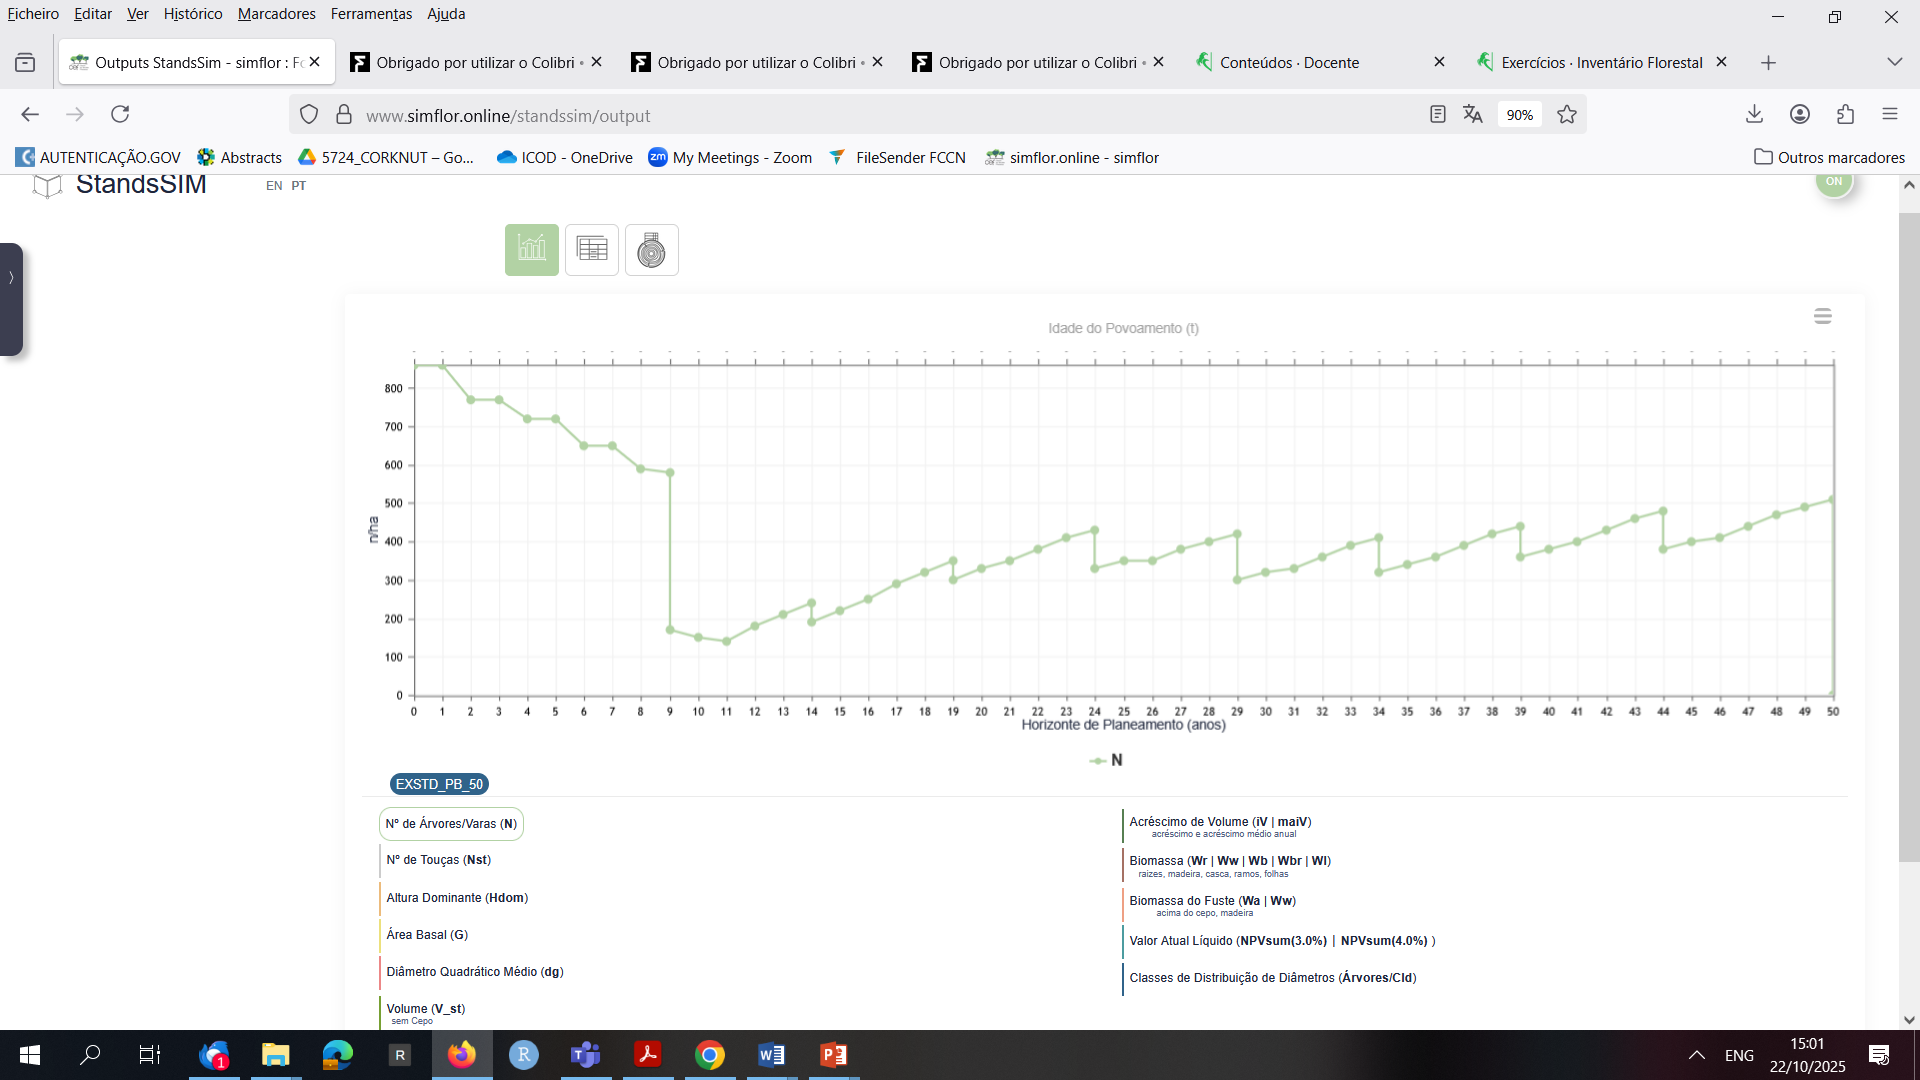 Ficheiro Editar Ver Histórico Marcadores Ferramentas Ajuda
Outputs StandsSim - simflor : Fo
Obrigado por utilizar o Colibri •
Obrigado por utilizar o Colibri •
Obrigado por utilizar o Colibri •
Conteúdos · Docente
Exercícios · Inventário Florestal
www.simflor.online/standssim/output
90%
AUTENTICAÇÃO.GOV
Abstracts
5724_CORKNUT – Go...
ICOD - OneDrive
zm
My Meetings - Zoom
FileSender FCCN
simflor.online - simflor
Outros marcadores
StandsSIM
EN PT
ON
Idade do Povoamento (t)
800
700
600
500
400
300
200
100
0
n/ha
0 1 2 3 4 5 6 7 8 9 10 11 12 13 14 15 16 17 18 19 20 21 22 23 24 25 26 27 28 29 30 31 32 33 34 35 36 37 38 39 40 41 42 43 44 45 46 47 48 49 50
Horizonte de Planeamento (anos)
N
EXSTD_PB_50
Nº de Árvores/Varas (N)
Nº de Touças (Nst)
Altura Dominante (Hdom)
Área Basal (G)
Diâmetro Quadrático Médio (dg)
Volume (V_st)
sem Cepo
Acréscimo de Volume (iV | maiV)
acréscimo e acréscimo médio anual
Biomassa (Wr | Ww | Wb | Wbr | Wl)
raizes, madeira, casca, ramos, folhas
Biomassa do Fuste (Wa | Ww)
acima do cepo, madeira
Valor Atual Líquido (NPVsum(3.0%) | NPVsum(4.0%) )
Classes de Distribuição de Diâmetros (Árvores/Cld)
1
R
R
ENG
15:01
22/10/2025